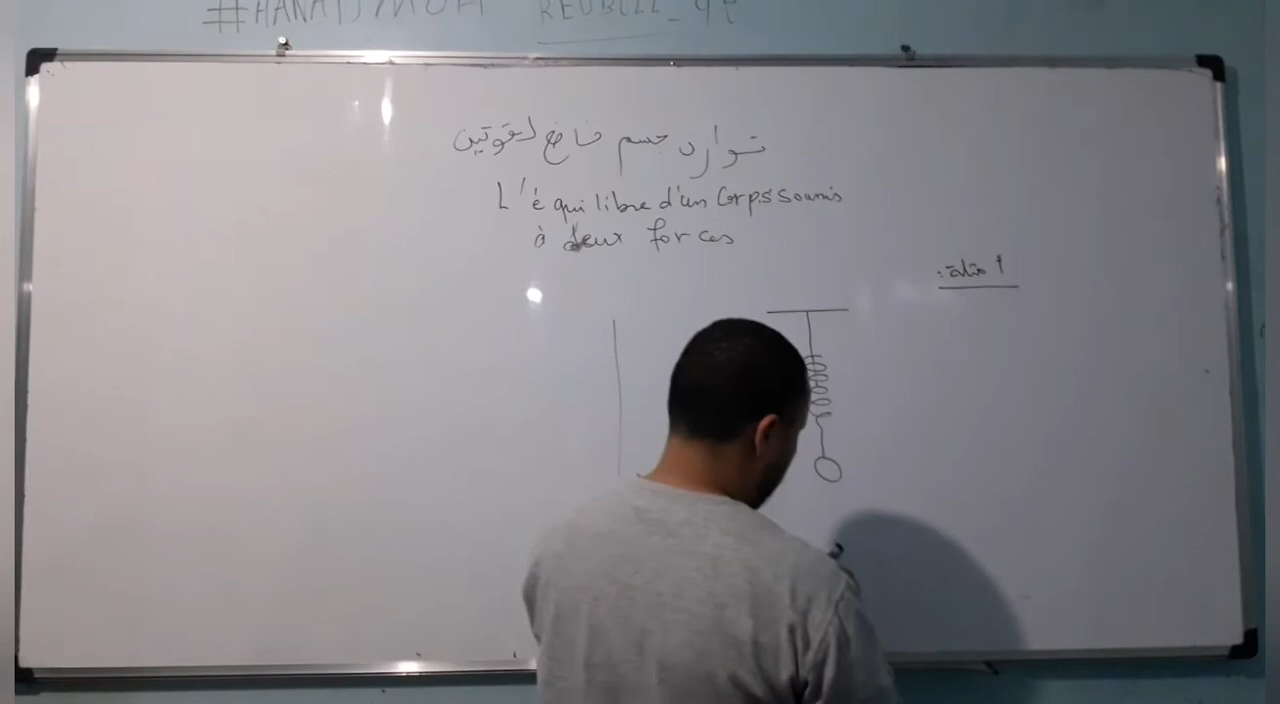 توازن جسم خاضع لقوتين
L'équilibre d'un Corps soumis
à deux forces
أمثلة: